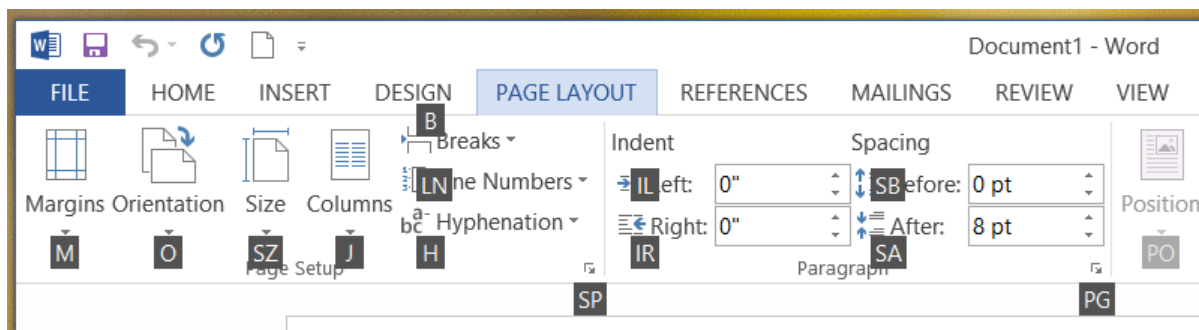 Document1 - Word
FILE HOME INSERT DESIGN PAGE LAYOUT REFERENCES MAILINGS REVIEW VIEW
B
Breaks Indent Spacing
LN ne Numbers IL eft: 0" SB efore: 0 pt
Margins Orientation Size Columns Position
bc a- Hyphenation Right: 0" After: 8 pt
M O SZ J H IR SA PO
Page Setup Paragraph
SP PG